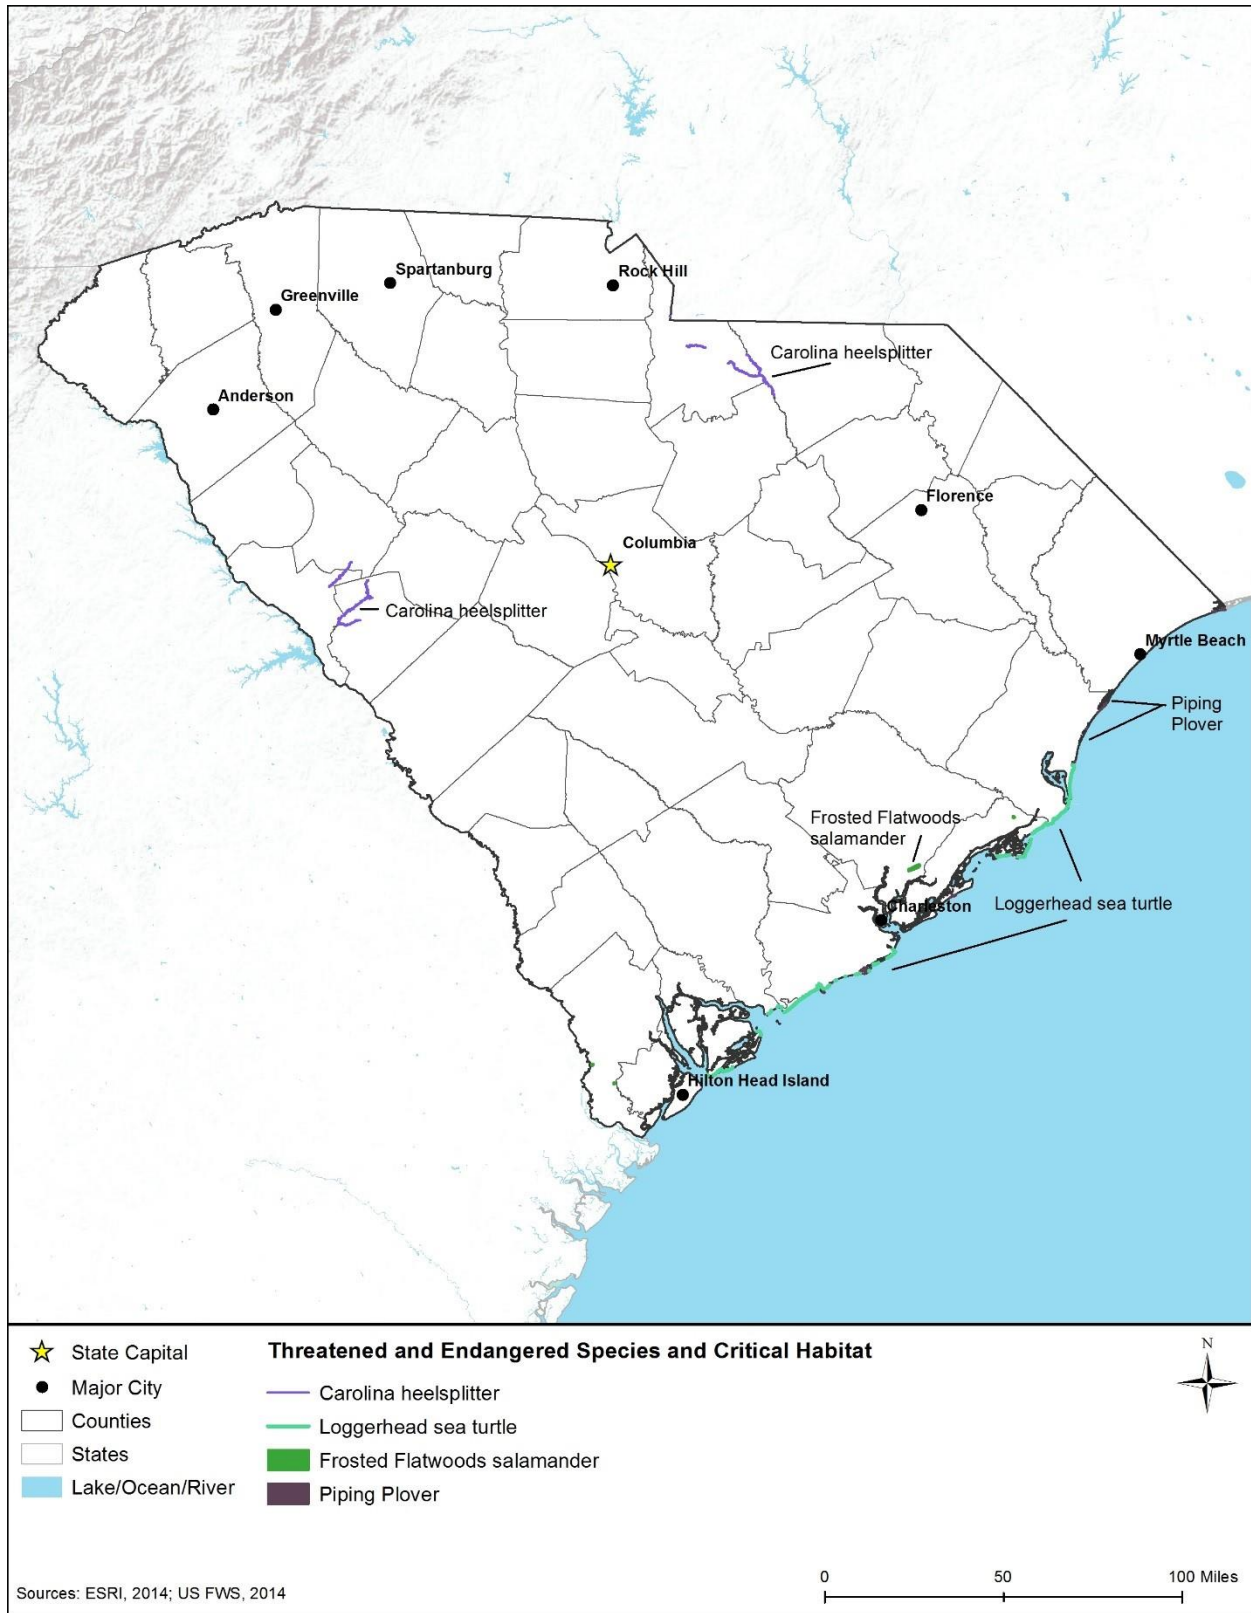 Spartanburg
Rock Hill
Greenville
Carolina heelsplitter
Anderson
Florence
Columbia
Carolina heelsplitter
Myrtle Beach
Piping
Plover
Frosted Flatwoods
salamander
Charleston
Loggerhead sea turtle
Hilton Head Island
State Capital
Major City
Counties
States
Lake/Ocean/River
Threatened and Endangered Species and Critical Habitat
Carolina heelsplitter
Loggerhead sea turtle
Frosted Flatwoods salamander
Piping Plover
N
Sources: ESRI, 2014; US FWS, 2014
0 50 100 Miles